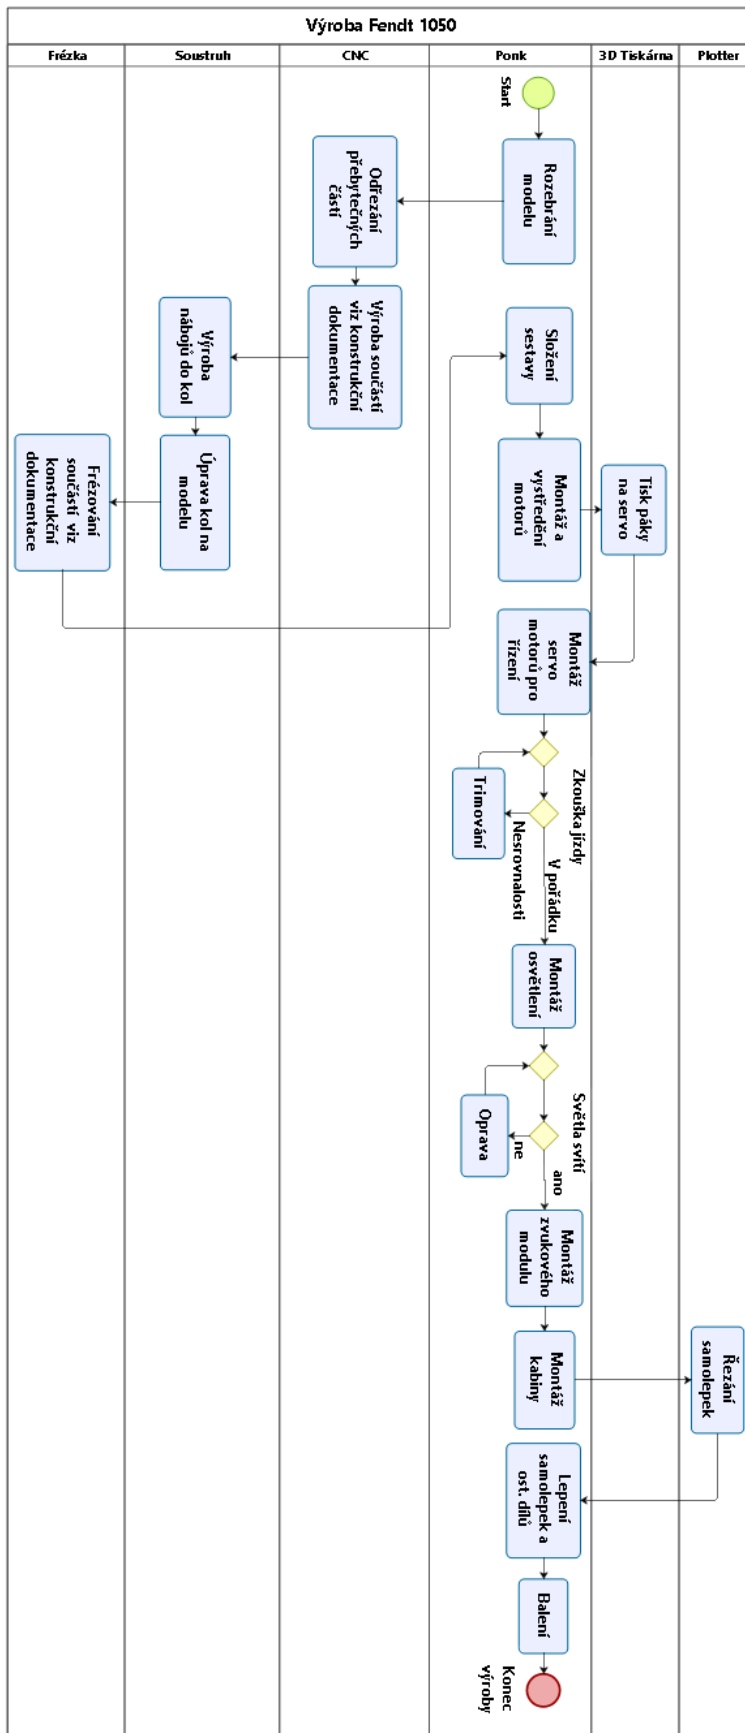 Výroba Fendt 1050
Frézka
Soustruh
CNC
Ponk
3D Tiskárna
Plotter
Start
Rozebrání
modelu
Odřezání
přebytečných
částí
Výroba součástí
viz konstrukční
dokumentace
Výroba
nábojů do kol
Úprava kol na
modelu
Frézování
součástí viz
konstrukční
dokumentace
Složení
sestavy
Montáž a
vystředění
motorů
Tisk páky
na servo
Montáž
servo
motorů pro
řízení
Zkouška jízdy
Trimování
Nesrovnalosti
V pořádku
Montáž
osvětlení
Světla svítí
Oprava
ne
ano
Montáž
zvukového
modulu
Montáž
kabiny
Řezání
samolepek
Lepení
samolepek a
ost. dílů
Balení
Konec
výroby